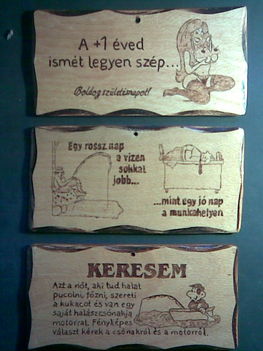 A +1 éved
ismét legyen szép...
Boldog születésnapot!
Egy rossz nap
a vizen
sokkal
jobb...
...mint egy jó nap
a munkahelyen
KERESEM
Azt a nőt, aki tud halat
pucolni, főzni, szereti
a kukacot és van egy
saját halászcsónakja
motorral. Fényképes
választ kérek a csónakról és a motorról.